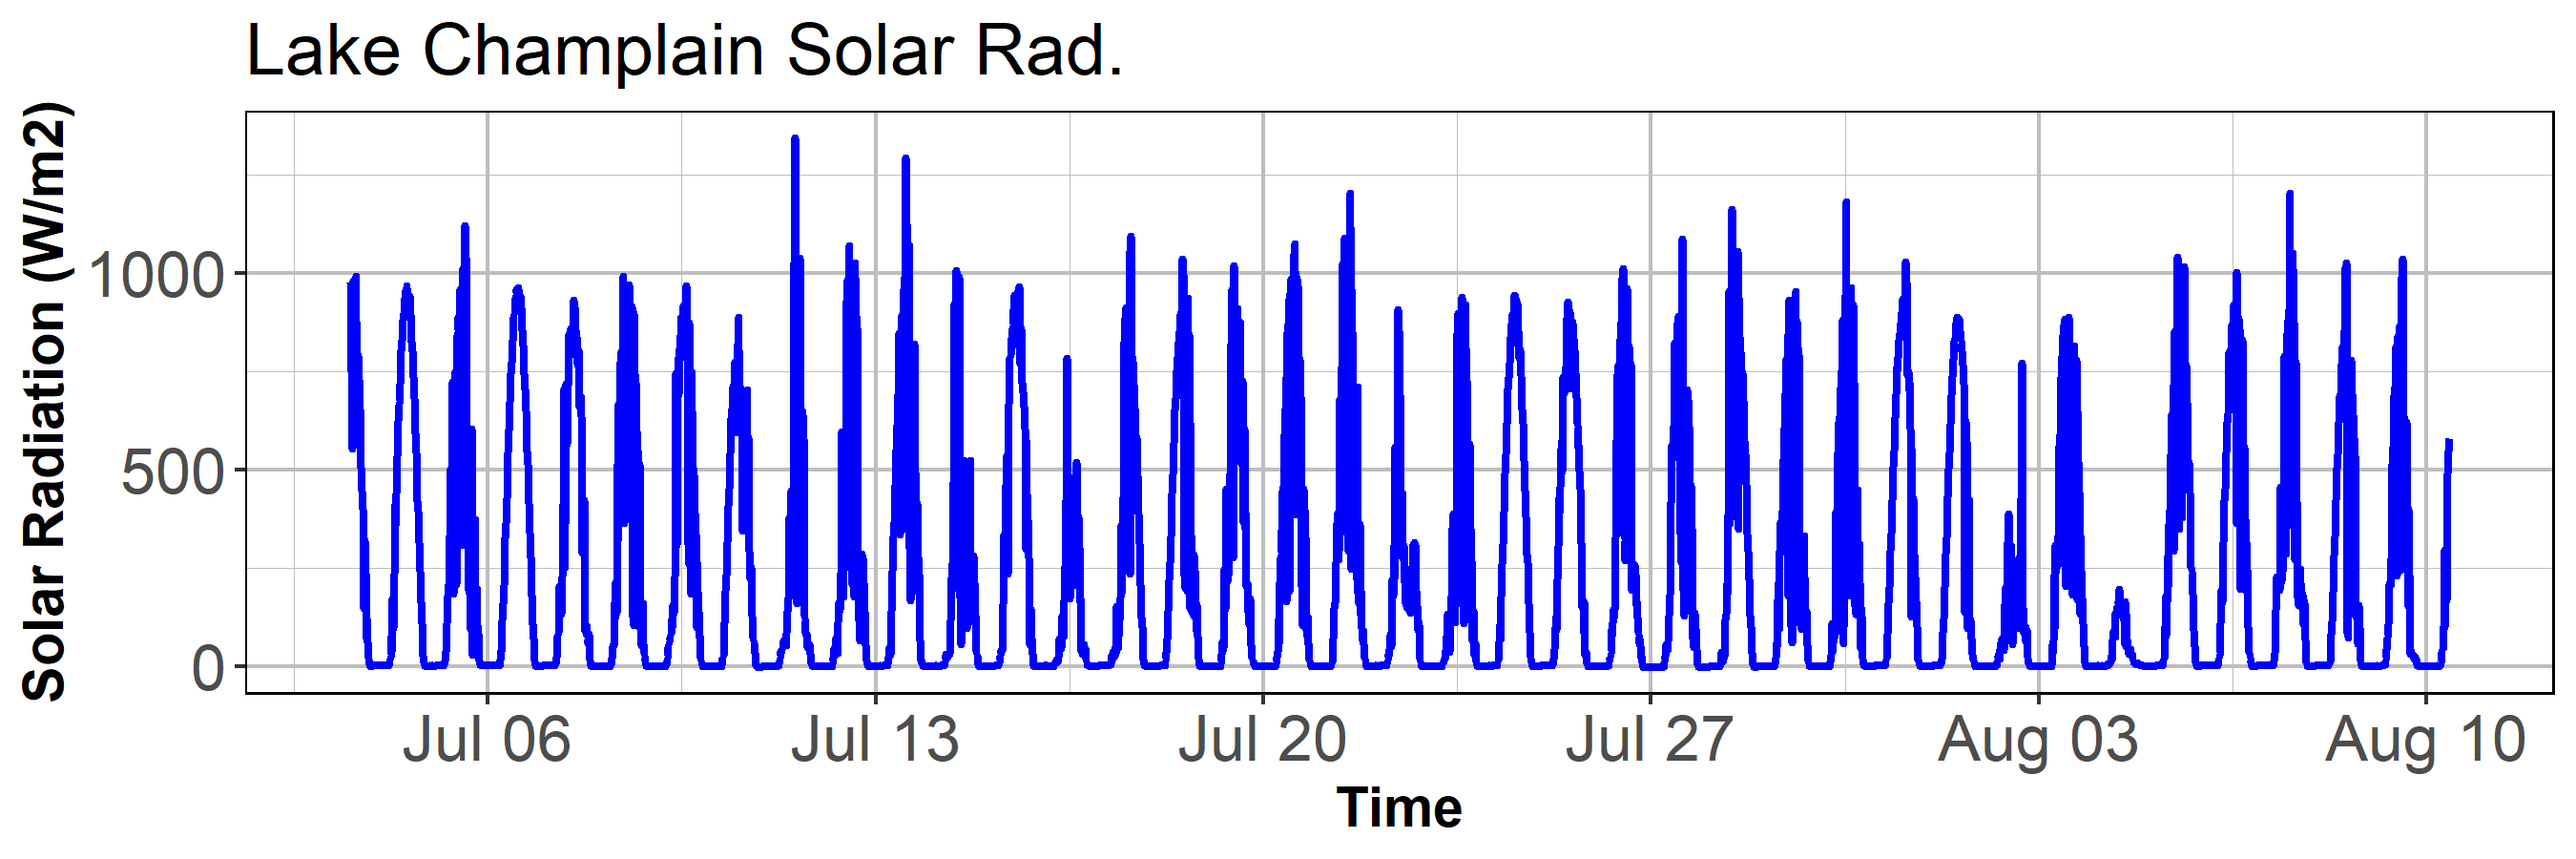 Lake Champlain Solar Rad.
Solar Radiation (W/m2)
1000
500
0
Jul 06 Jul 13 Jul 20 Jul 27 Aug 03 Aug 10
Time